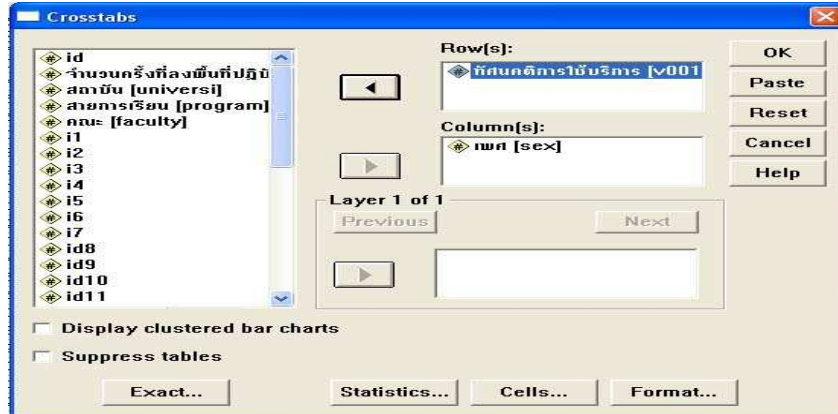 Crosstabs
id
จำนวนครั้งที่ลงพื้นที่ปฏิบั
สถาบัน [universi]
สายการเรียน [program]
คณะ [faculty]
i1
i2
i3
i4
i5
i6
i7
id8
id9
id10
id11
Row(s):
ทัศนคติการใช้บริการ [v001
Column(s):
เพศ [sex]
Layer 1 of 1
Previous
Next
OK
Paste
Reset
Cancel
Help
Display clustered bar charts
Suppress tables
Exact...
Statistics...
Cells...
Format...